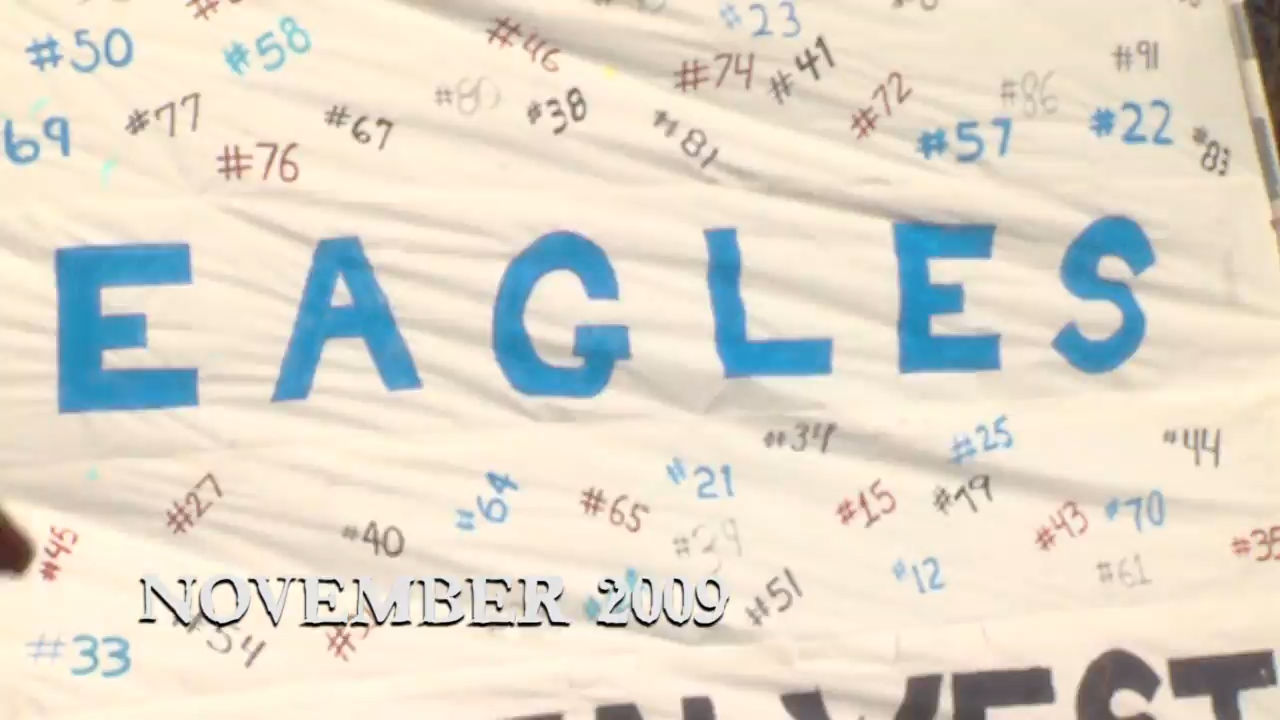 #50 #58 #46 #23 #74 #41 #91
69 #77 #76 #67 #80 #38 #81 #72 #57 #86 #22 #83
EAGLES
#34 #25 #44
#45 #27 #40 #64 #65 #21 #15 #43 #70 #35
#12 #61
NOVEMBER 2009 #51
#33